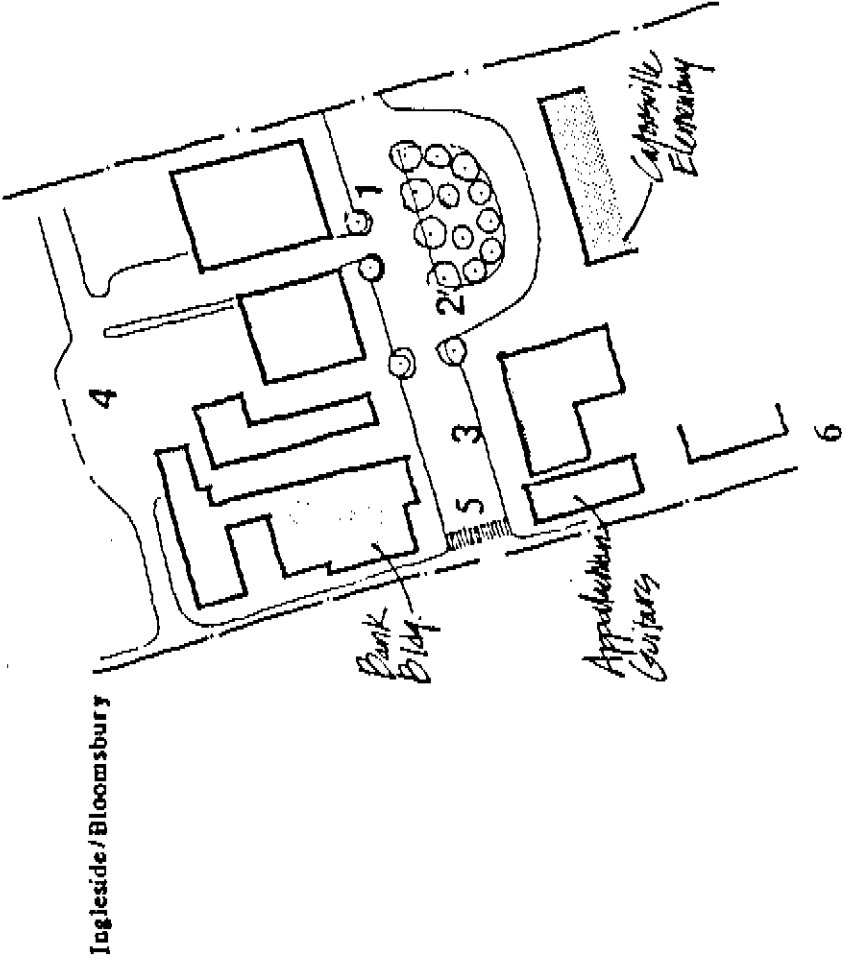 Ingleside/Bloomsbury
4
1
2
3
5
6
Bank
Bldg.
Appalachian
Guitars
Catonsville
Elementary